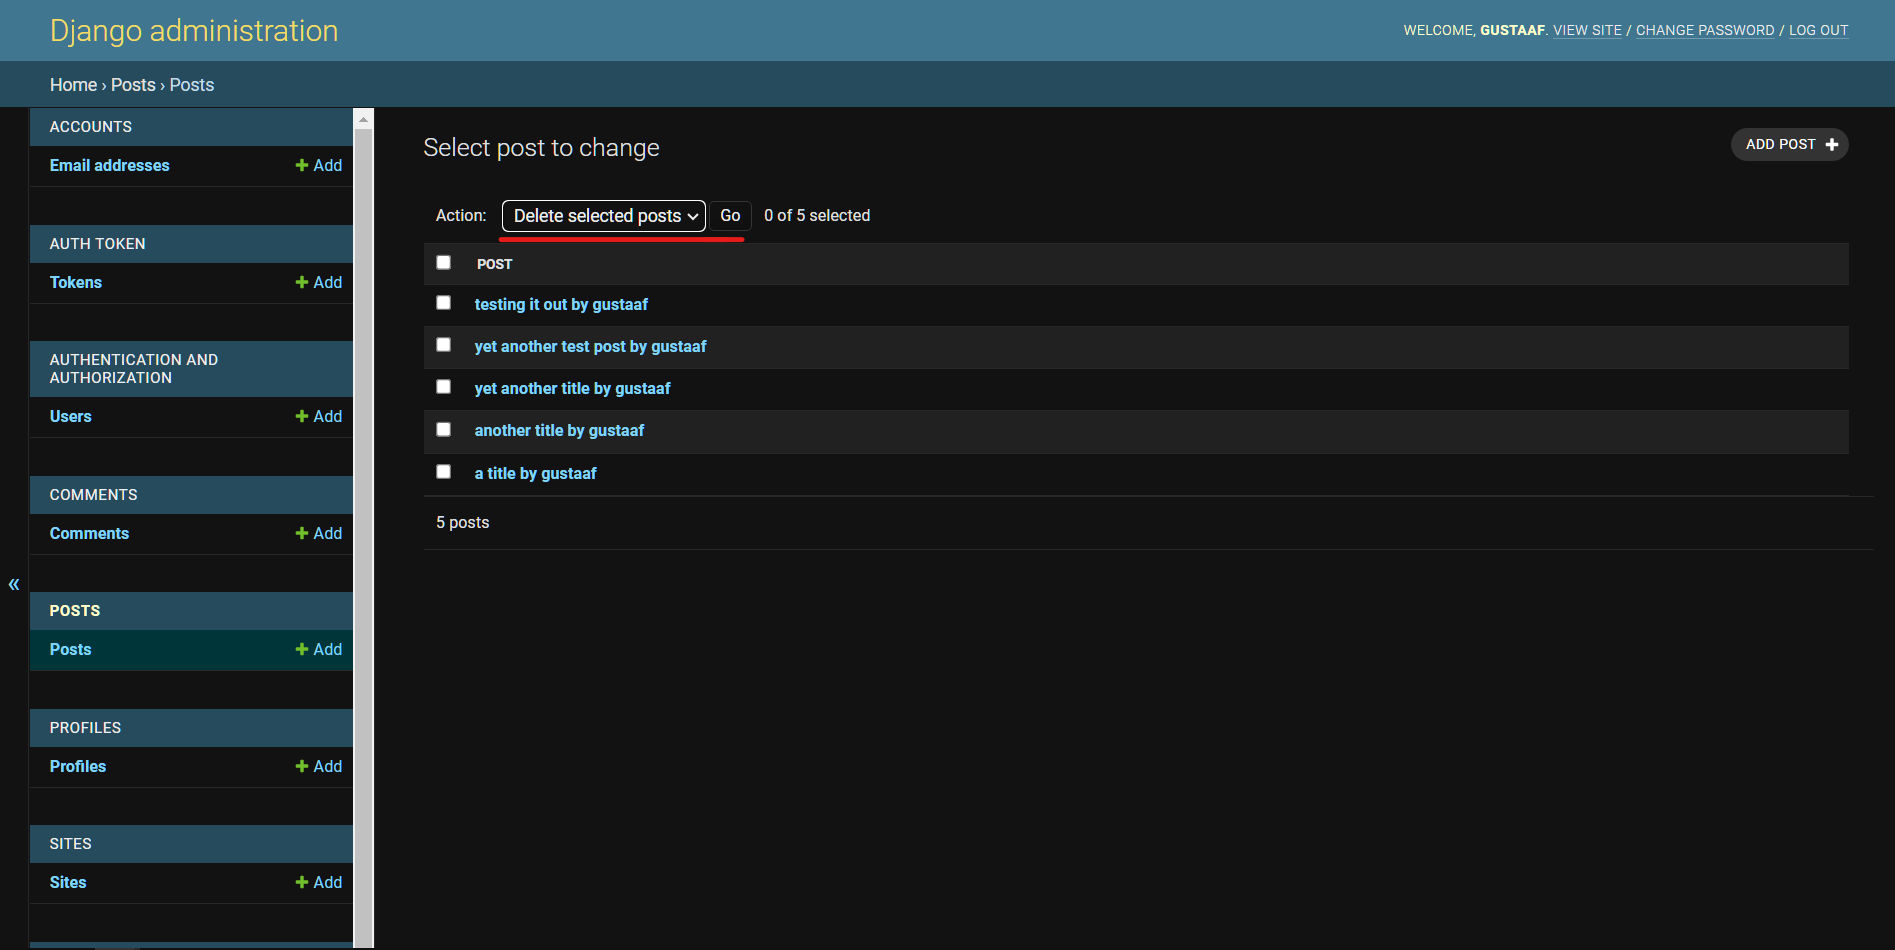 Django administration
WELCOME, GUSTAAF. VIEW SITE / CHANGE PASSWORD / LOG OUT
Home › Posts › Posts
ACCOUNTS
Email addresses
Add
AUTH TOKEN
Tokens
Add
AUTHENTICATION AND
AUTHORIZATION
Users
Add
COMMENTS
Comments
Add
«
POSTS
Posts
Add
PROFILES
Profiles
Add
SITES
Sites
Add
Select post to change
ADD POST
Action: Delete selected posts Go 0 of 5 selected
POST
testing it out by gustaaf
yet another test post by gustaaf
yet another title by gustaaf
another title by gustaaf
a title by gustaaf
5 posts